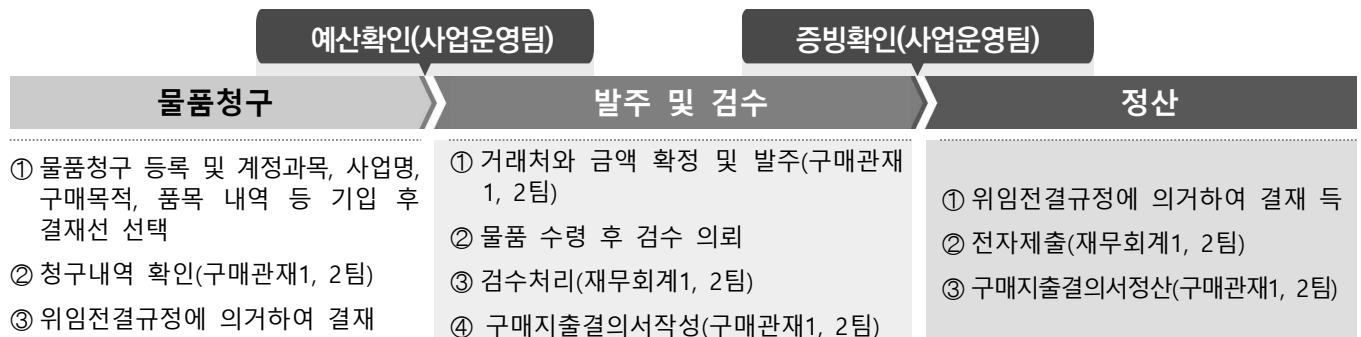 예산확인(사업운영팀)
증빙확인(사업운영팀)
물품청구
발주 및 검수
정산
① 물품청구 등록 및 계정과목, 사업명,
구매목적, 품목 내역 등 기입 후
결재선 선택
② 청구내역 확인(구매관재1, 2팀)
③ 위임전결규정에 의거하여 결재
① 거래처와 금액 확정 및 발주(구매관재
1, 2팀)
② 물품 수령 후 검수 의뢰
③ 검수처리(재무회계1, 2팀)
④ 구매지출결의서작성(구매관재1, 2팀)
① 위임전결규정에 의거하여 결재 득
② 전자제출(재무회계1, 2팀)
③ 구매지출결의서정산(구매관재1, 2팀)